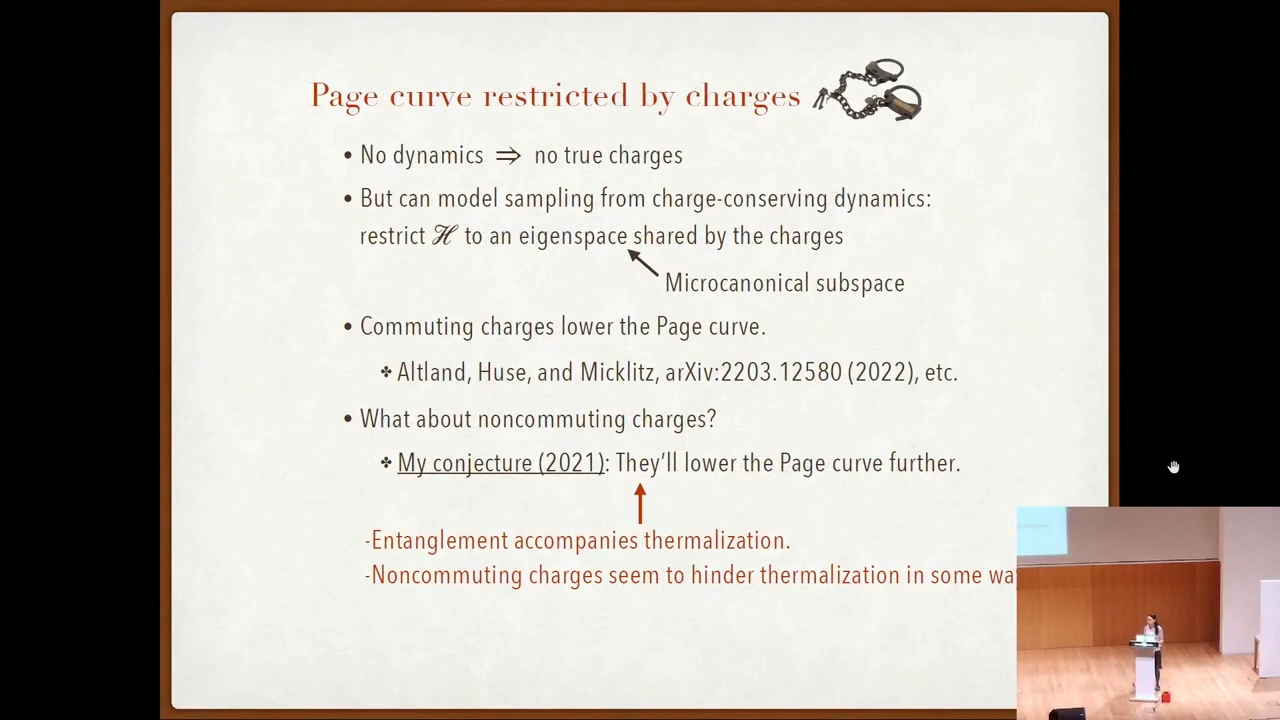 Page curve restricted by charges
• No dynamics ⇒ no true charges
• But can model sampling from charge-conserving dynamics:
restrict ℋ to an eigenspace shared by the charges
Microcanonical subspace
• Commuting charges lower the Page curve.
✤ Altland, Huse, and Micklitz, arXiv:2203.12580 (2022), etc.
• What about noncommuting charges?
✤ My conjecture (2021): They'll lower the Page curve further.
-Entanglement accompanies thermalization.
-Noncommuting charges seem to hinder thermalization in some wa